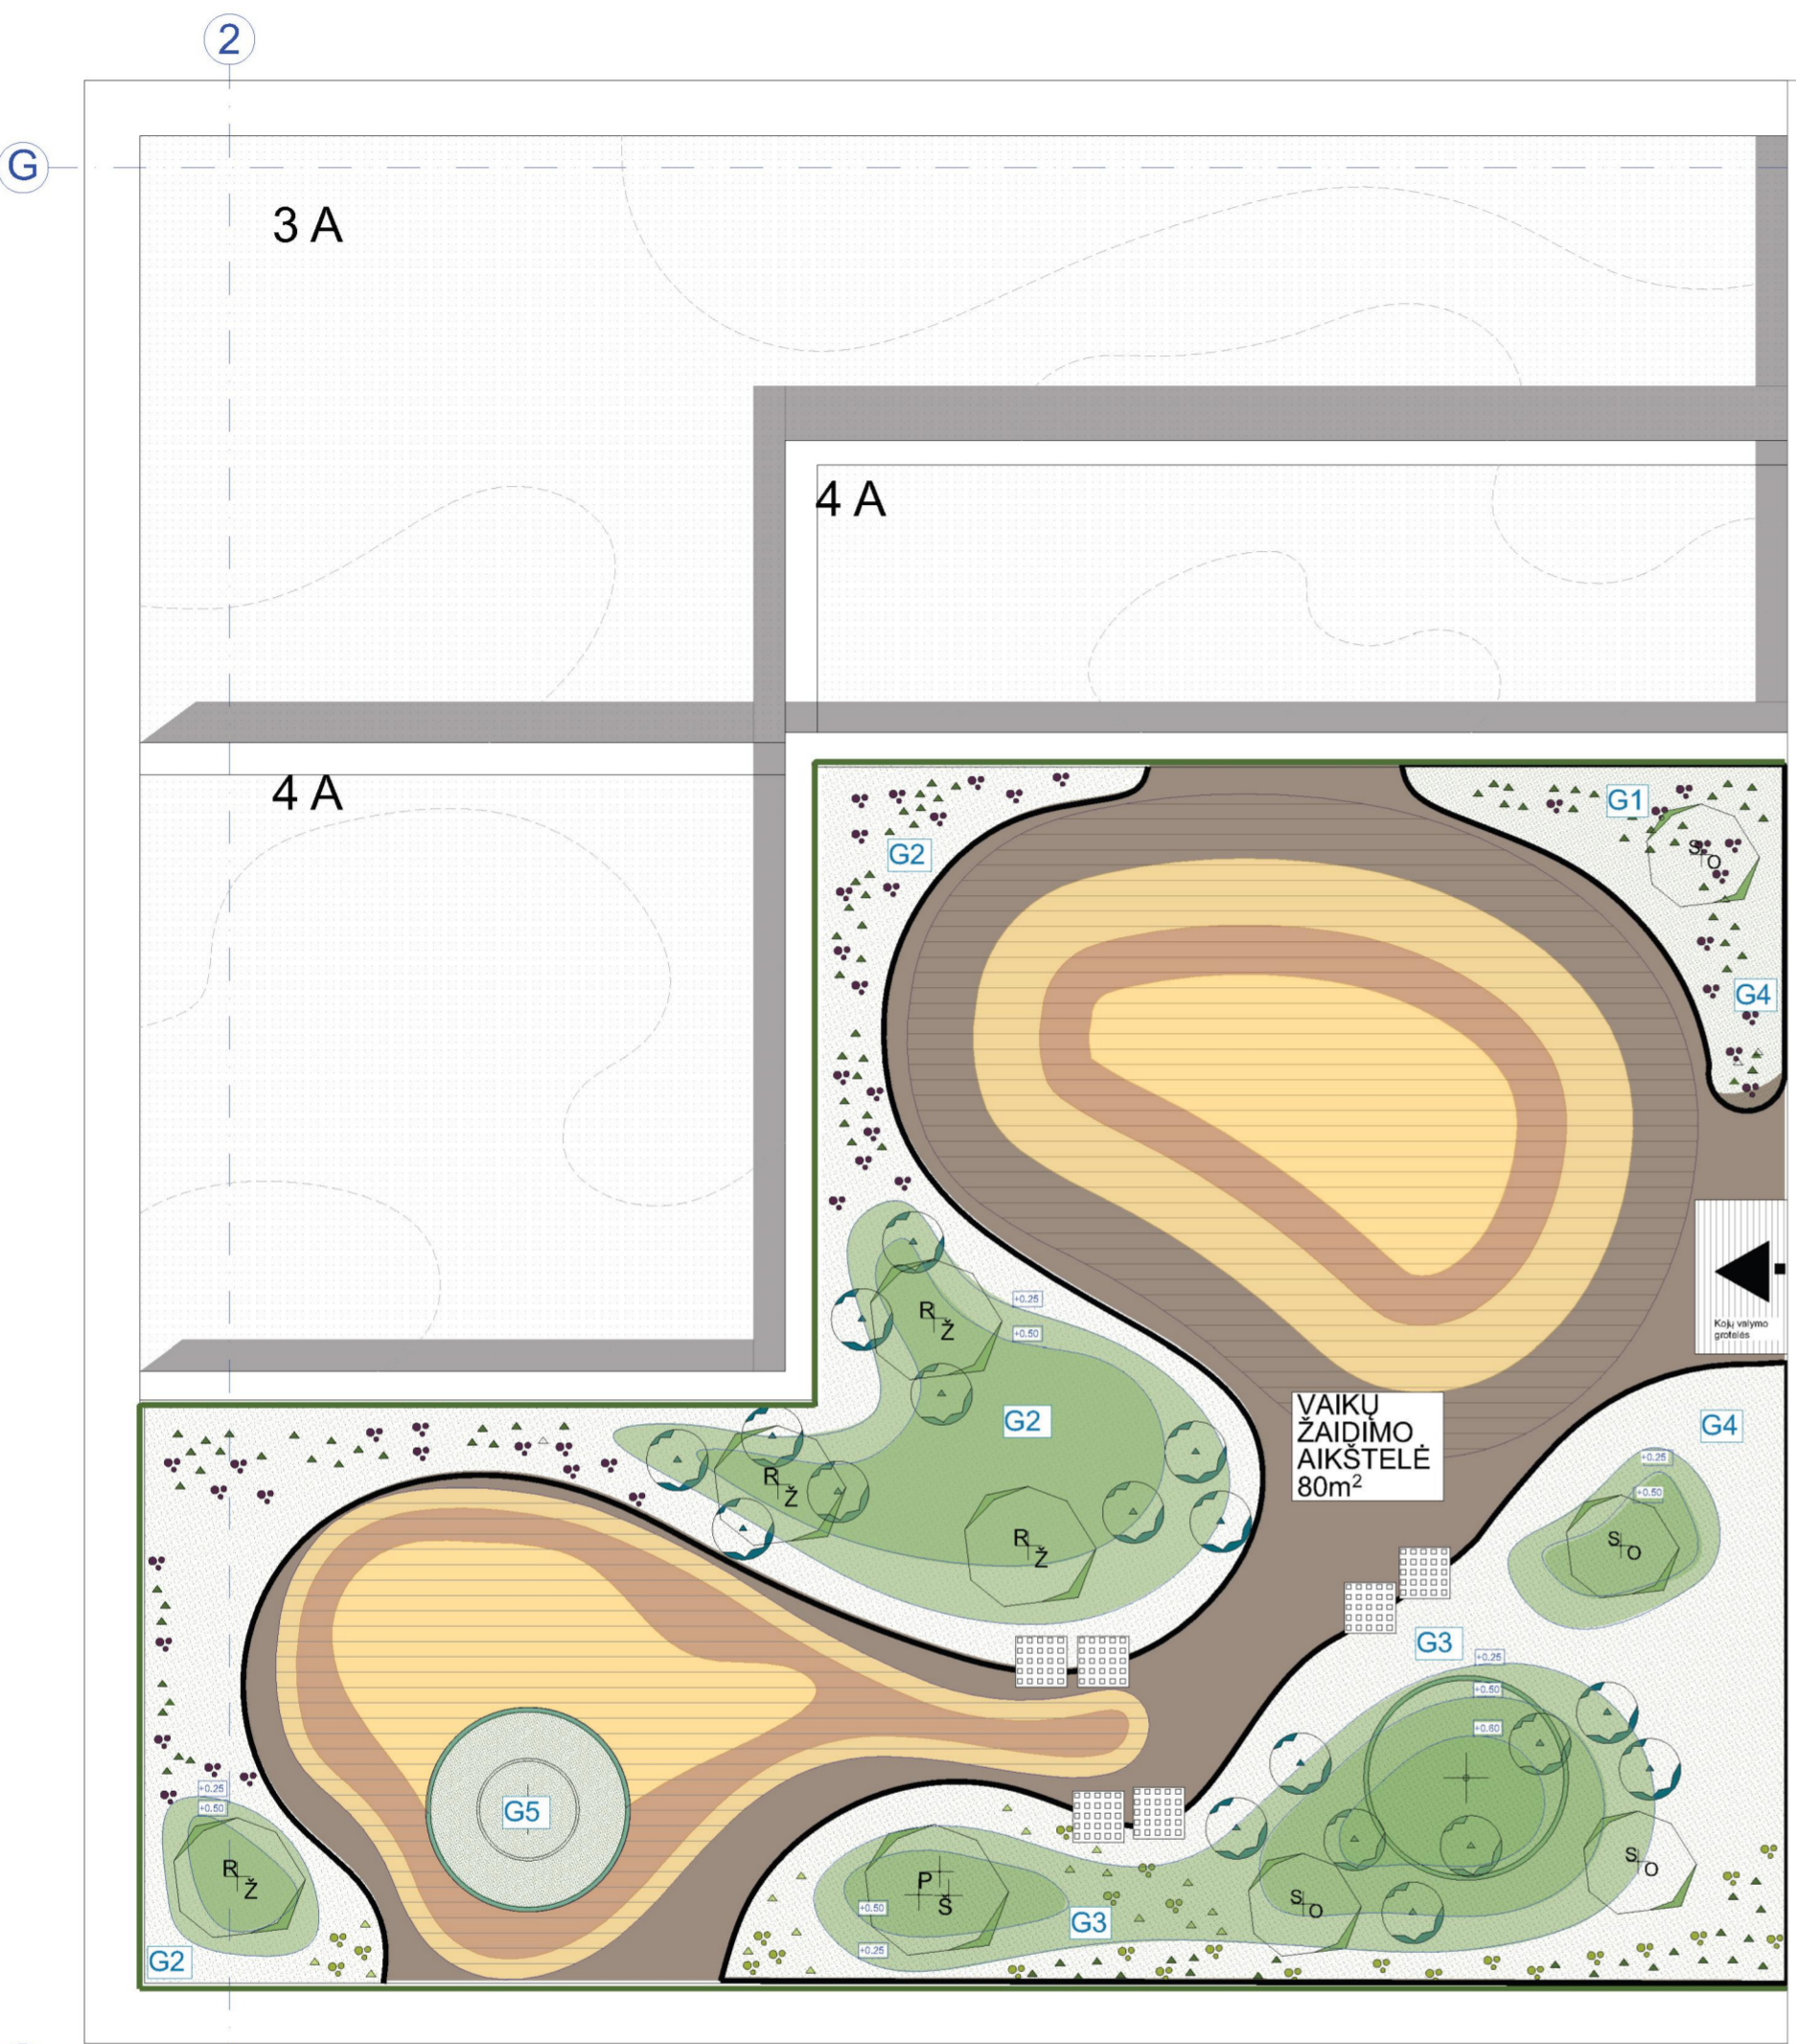 2
G
3 A
4 A
4 A
G1
S O
G2
G4
Kojų valymo
grotelės
+0.25
R Ž
+0.50
VAIKŲ
ŽAIDIMO
AIKŠTELĖ
80m²
G2
G4
+0.25
R Ž
+0.50
R Ž
S O
G3
+0.25
+0.50
+0.60
+0.25
+0.50
G5
R Ž
S O
P Š
+0.50
S O
G3
+0.25
G2